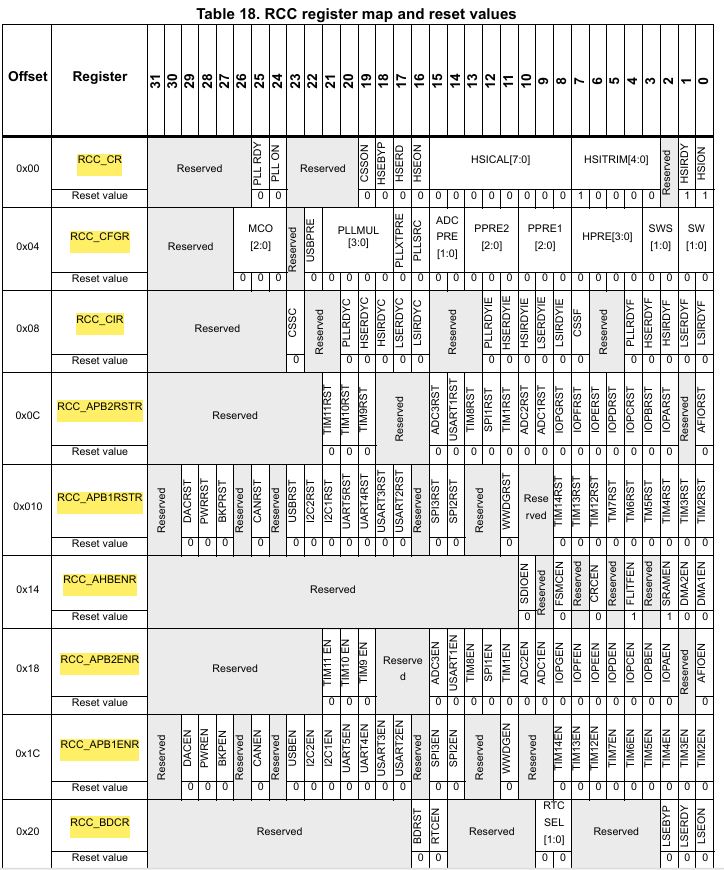 Table 18. RCC register map and reset values
Offset Register 31 30 29 28 27 26 25 24 23 22 21 20 19 18 17 16 15 14 13 12 11 10 9 8 7 6 5 4 3 2 1 0
0x00 RCC_CR Reserved PLL RDY PLL ON Reserved CSSON HSEBYP HSERD HSEON HSICAL[7:0] HSITRIM[4:0] Reserved HSIRDY HSION
Reset value 0 0 0 0 0 0 0 0 0 0 0 0 0 0 1 0 0 0 0 1 1
0x04 RCC_CFGR Reserved MCO [2:0] Reserved USBPRE PLLMUL [3:0] PLLXTPRE PLLSRC ADC PRE [1:0] PPRE2 [2:0] PPRE1 [2:0] HPRE[3:0] SWS [1:0] SW [1:0]
Reset value 0 0 0 0 0 0 0 0 0 0 0 0 0 0 0 0 0 0 0 0 0 0 0 0 0 0
0x08 RCC_CIR Reserved CSSC Reserved PLLRDYC HSERDYC HSIRDYC LSERDYC LSIRDYC Reserved PLLRDYIE HSERDYIE HSIRDYIE LSERDYIE LSIRDYIE CSSF Reserved PLLRDYF HSERDYF HSIRDYF LSERDYF LSIRDYF
Reset value 0 0 0 0 0 0 0 0 0 0 0 0 0 0 0 0 0
0x0C RCC_APB2RSTR Reserved TIM11RST TIM10RST TIM9RST Reserved ADC3RST USART1RST TIM8RST SPI1RST TIM1RST ADC2RST ADC1RST IOPGRST IOPFRST IOPERST IOPDRST IOPCRST IOPBRST IOPARST Reserved AFIORST
Reset value 0 0 0 0 0 0 0 0 0 0 0 0 0 0 0 0 0 0
0x010 RCC_APB1RSTR Reserved DACRST PWRRST BKPRST Reserved CANRST Reserved USBRST I2C2RST I2C1RST UART5RST UART4RST USART3RST USART2RST Reserved SPI3RST SPI2RST Reserved WWDGRST Rese rved TIM14RST TIM13RST TIM12RST TM7RST TM6RST TM5RST TIM4RST TIM3RST TIM2RST
Reset value 0 0 0 0 0 0 0 0 0 0 0 0 0 0 0 0 0 0 0 0 0 0 0
0x14 RCC_AHBENR Reserved SDIOEN Reserved FSMCEN Reserved CRCEN Reserved FLITFEN Reserved SRAMEN DMA2EN DMA1EN
Reset value 0 0 0 1 1 0 0
0x18 RCC_APB2ENR Reserved TIM11 EN TIM10 EN TIM9 EN Reserve d ADC3EN USART1EN TIM8EN SPI1EN TIM1EN ADC2EN ADC1EN IOPGEN IOPFEN IOPEEN IOPDEN IOPCEN IOPBEN IOPAEN Reserved AFIOEN
Reset value 0 0 0 0 0 0 0 0 0 0 0 0 0 0 0 0 0 0
0x1C RCC_APB1ENR Reserved DACEN PWREN BKPEN Reserved CANEN Reserved USBEN I2C2EN I2C1EN UART5EN UART4EN USART3EN USART2EN Reserved SPI3EN SPI2EN Reserved WWDGEN Reserved TIM14EN TIM13EN TIM12EN TIM7EN TIM6EN TIM5EN TIM4EN TIM3EN TIM2EN
Reset value 0 0 0 0 0 0 0 0 0 0 0 0 0 0 0 0 0 0 0 0 0 0 0
0x20 RCC_BDCR Reserved BDRST RTCEN Reserved RTC SEL [1:0] Reserved LSEBYP LSERDY LSEON
Reset value 0 0 0 0 0 0 0